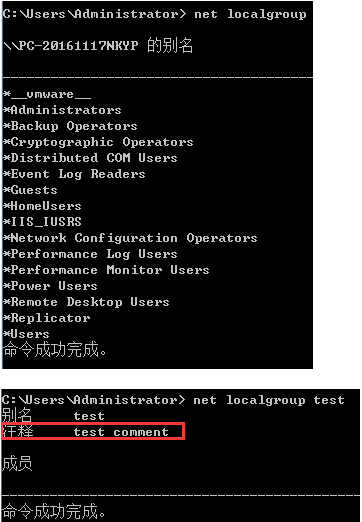 C:\Users\Administrator> net localgroup
\\PC-20161117NKYP 的别名
-------------------------------------------------------------------------------
*__vmware__
*Administrators
*Backup Operators
*Cryptographic Operators
*Distributed COM Users
*Event Log Readers
*Guests
*HomeUsers
*IIS_IUSRS
*Network Configuration Operators
*Performance Log Users
*Performance Monitor Users
*Power Users
*Remote Desktop Users
*Replicator
*Users
命令成功完成。
C:\Users\Administrator> net localgroup test
别名 test
注释 test comment
成员
-------------------------------------------------------------------------------
命令成功完成。